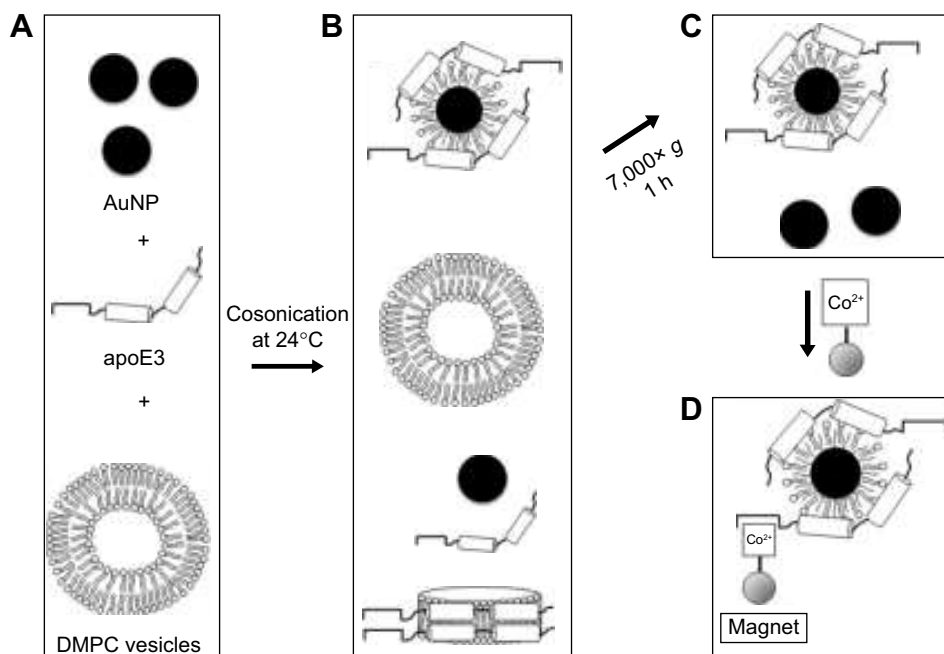 A
AuNP
+
apoE3
+
DMPC vesicles
Cosonication
at 24°C
B
7,000× g
1 h
C
Co²⁺
D
Co²⁺
Magnet